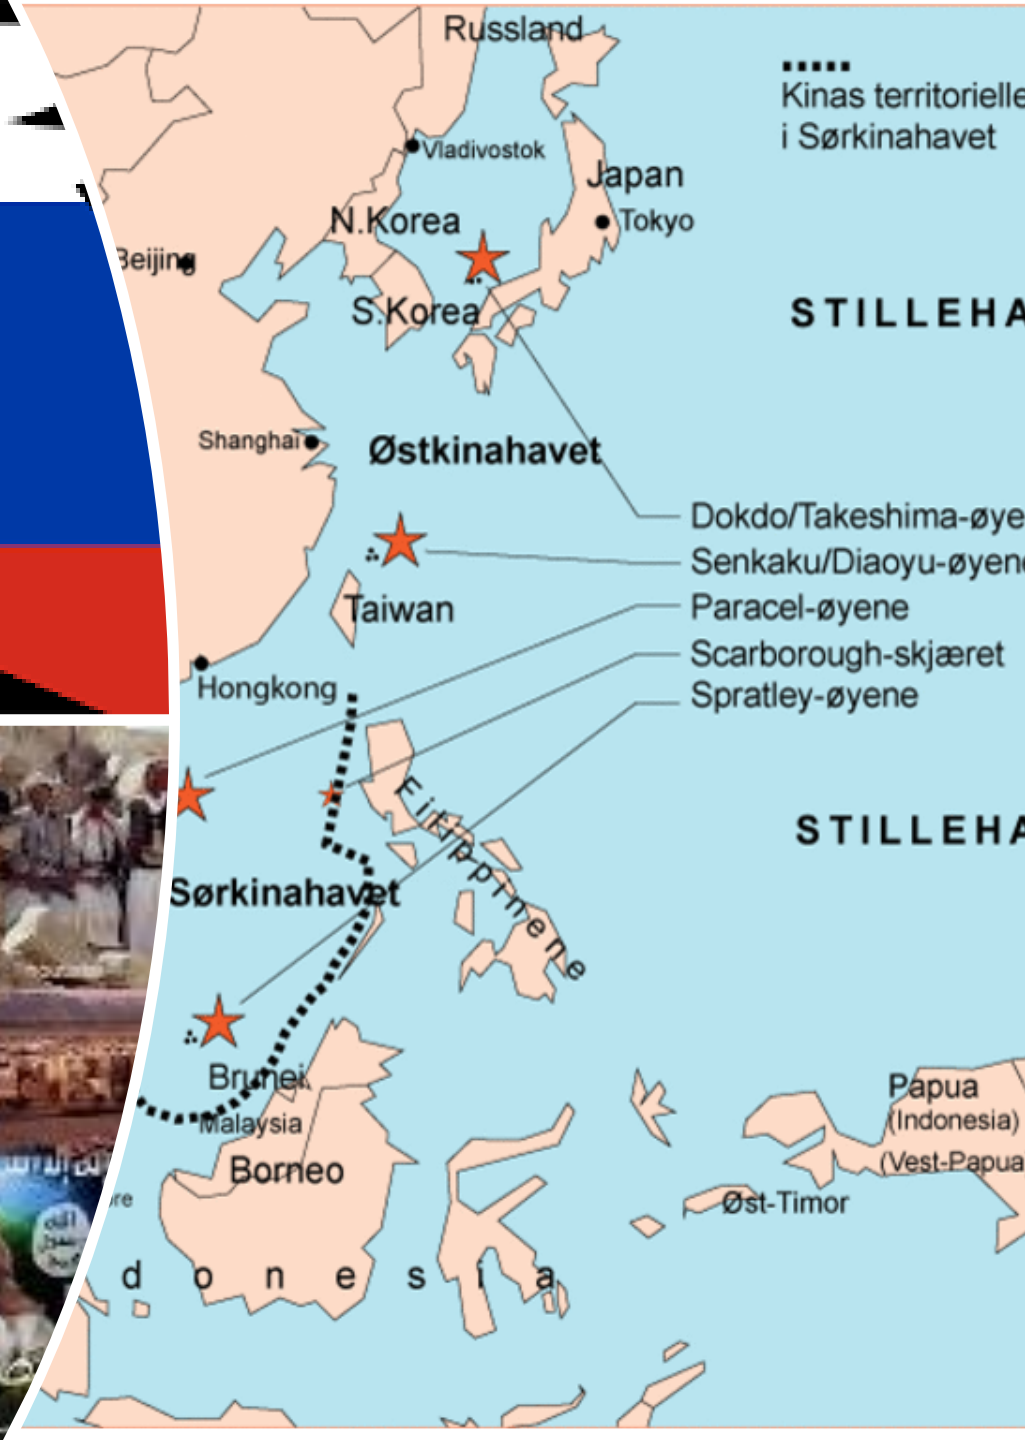 Russland
Kinas territorielle
i Sørkinahavet
Vladivostok
Japan
N.Korea
Tokyo
Beijing
S.Korea
STILLEHA
Shanghai
Østkinahavet
Dokdo/Takeshima-øye
Senkaku/Diaoyu-øyene
Taiwan
Paracel-øyene
Scarborough-skjæret
Hongkong
Spratley-øyene
Filippinene
STILLEHA
Sørkinahavet
Brunei
Papua
Malaysia
(Indonesia)
Borneo
(Vest-Papua
re
Øst-Timor
d o n e s i a